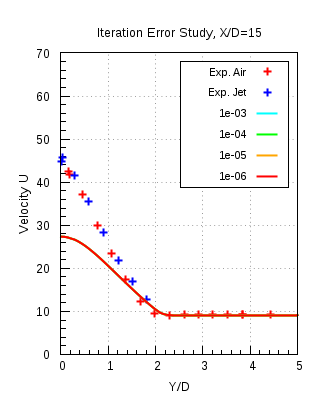 Iteration Error Study, X/D=15
Velocity U
70
60
50
40
30
20
10
0
Exp. Air
Exp. Jet
1e-03
1e-04
1e-05
1e-06
0 1 2 3 4 5
Y/D